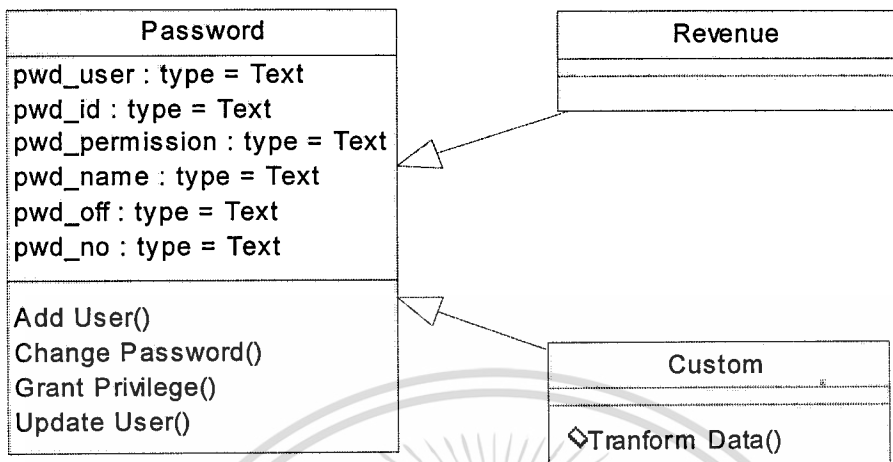 Password
pwd_user : type = Text
pwd_id : type = Text
pwd_permission : type = Text
pwd_name : type = Text
pwd_off : type = Text
pwd_no : type = Text
Add User()
Change Password()
Grant Privilege()
Update User()
Revenue
Custom
Tranform Data()